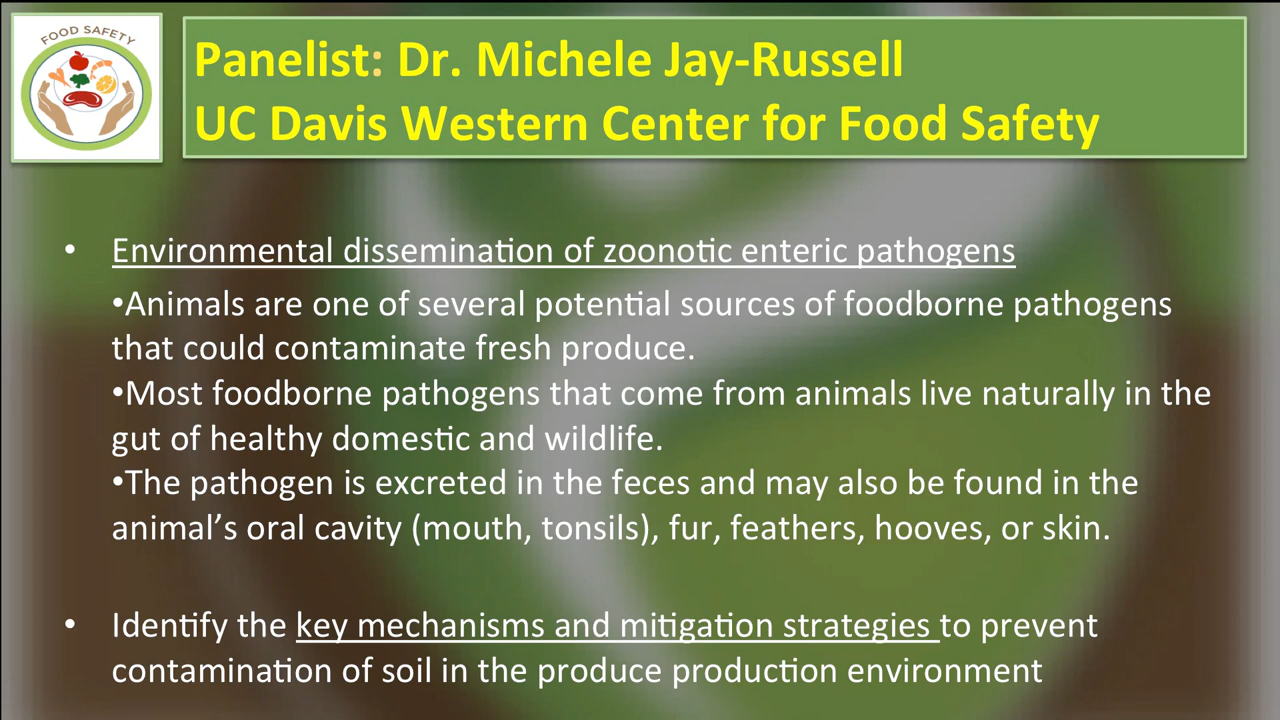 FOOD SAFETY
Panelist: Dr. Michele Jay-Russell
UC Davis Western Center for Food Safety
• Environmental dissemination of zoonotic enteric pathogens
•Animals are one of several potential sources of foodborne pathogens
that could contaminate fresh produce.
•Most foodborne pathogens that come from animals live naturally in the
gut of healthy domestic and wildlife.
•The pathogen is excreted in the feces and may also be found in the
animal’s oral cavity (mouth, tonsils), fur, feathers, hooves, or skin.
• Identify the key mechanisms and mitigation strategies to prevent
contamination of soil in the produce production environment